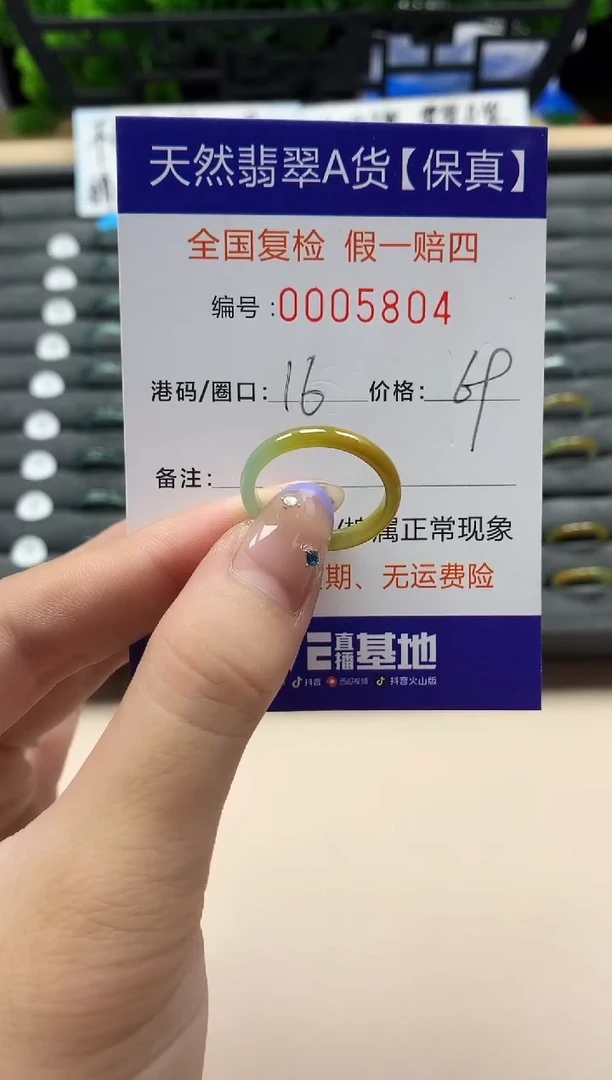 天然翡翠A货【保真】
全国复检 假一赔四
编号:0005804
港码/圈口: 16 价格: 69
备注:
属正常现象
期、无运费险
直播基地
抖音 西瓜视频 抖音火山版